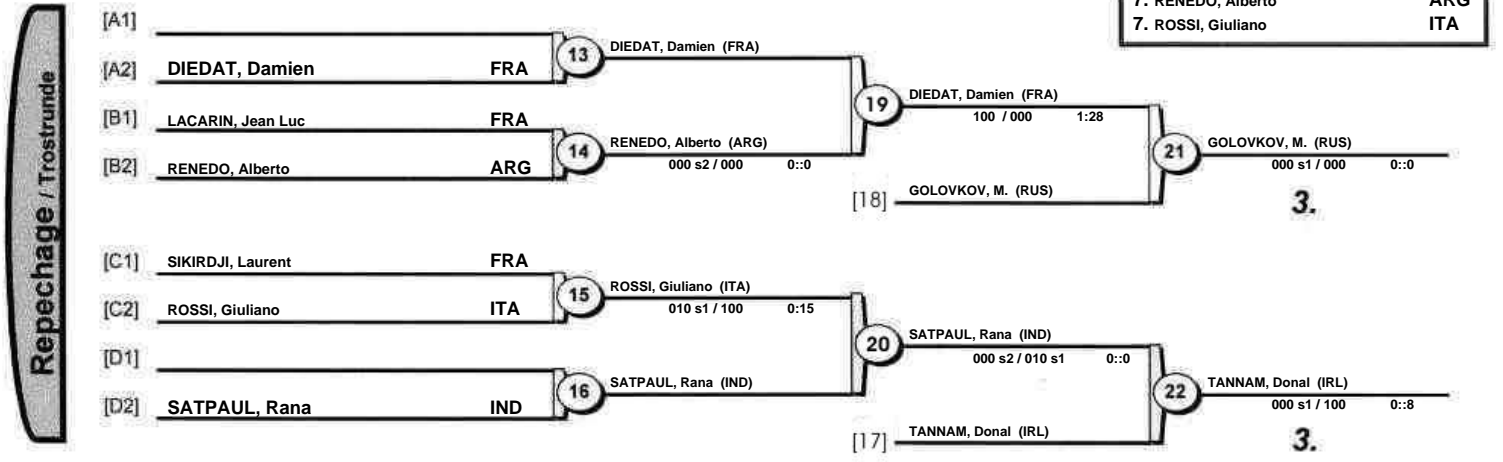 7. RENEDO, Alberto ARG
7. ROSSI, Giuliano ITA
Repechage / Trostrunde
[A1]
[A2] DIEDAT, Damien FRA
13
DIEDAT, Damien (FRA)
[B1] LACARIN, Jean Luc FRA
[B2] RENEDO, Alberto ARG
14
RENEDO, Alberto (ARG)
000 s2 / 000 0::0
19
DIEDAT, Damien (FRA)
100 / 000 1:28
[18] GOLOVKOV, M. (RUS)
21
GOLOVKOV, M. (RUS)
000 s1 / 000 0::0
3.
[C1] SIKIRDJI, Laurent FRA
[C2] ROSSI, Giuliano ITA
15
ROSSI, Giuliano (ITA)
010 s1 / 100 0:15
[D1]
[D2] SATPAUL, Rana IND
16
SATPAUL, Rana (IND)
20
SATPAUL, Rana (IND)
000 s2 / 010 s1 0::0
[17] TANNAM, Donal (IRL)
22
TANNAM, Donal (IRL)
000 s1 / 100 0::8
3.